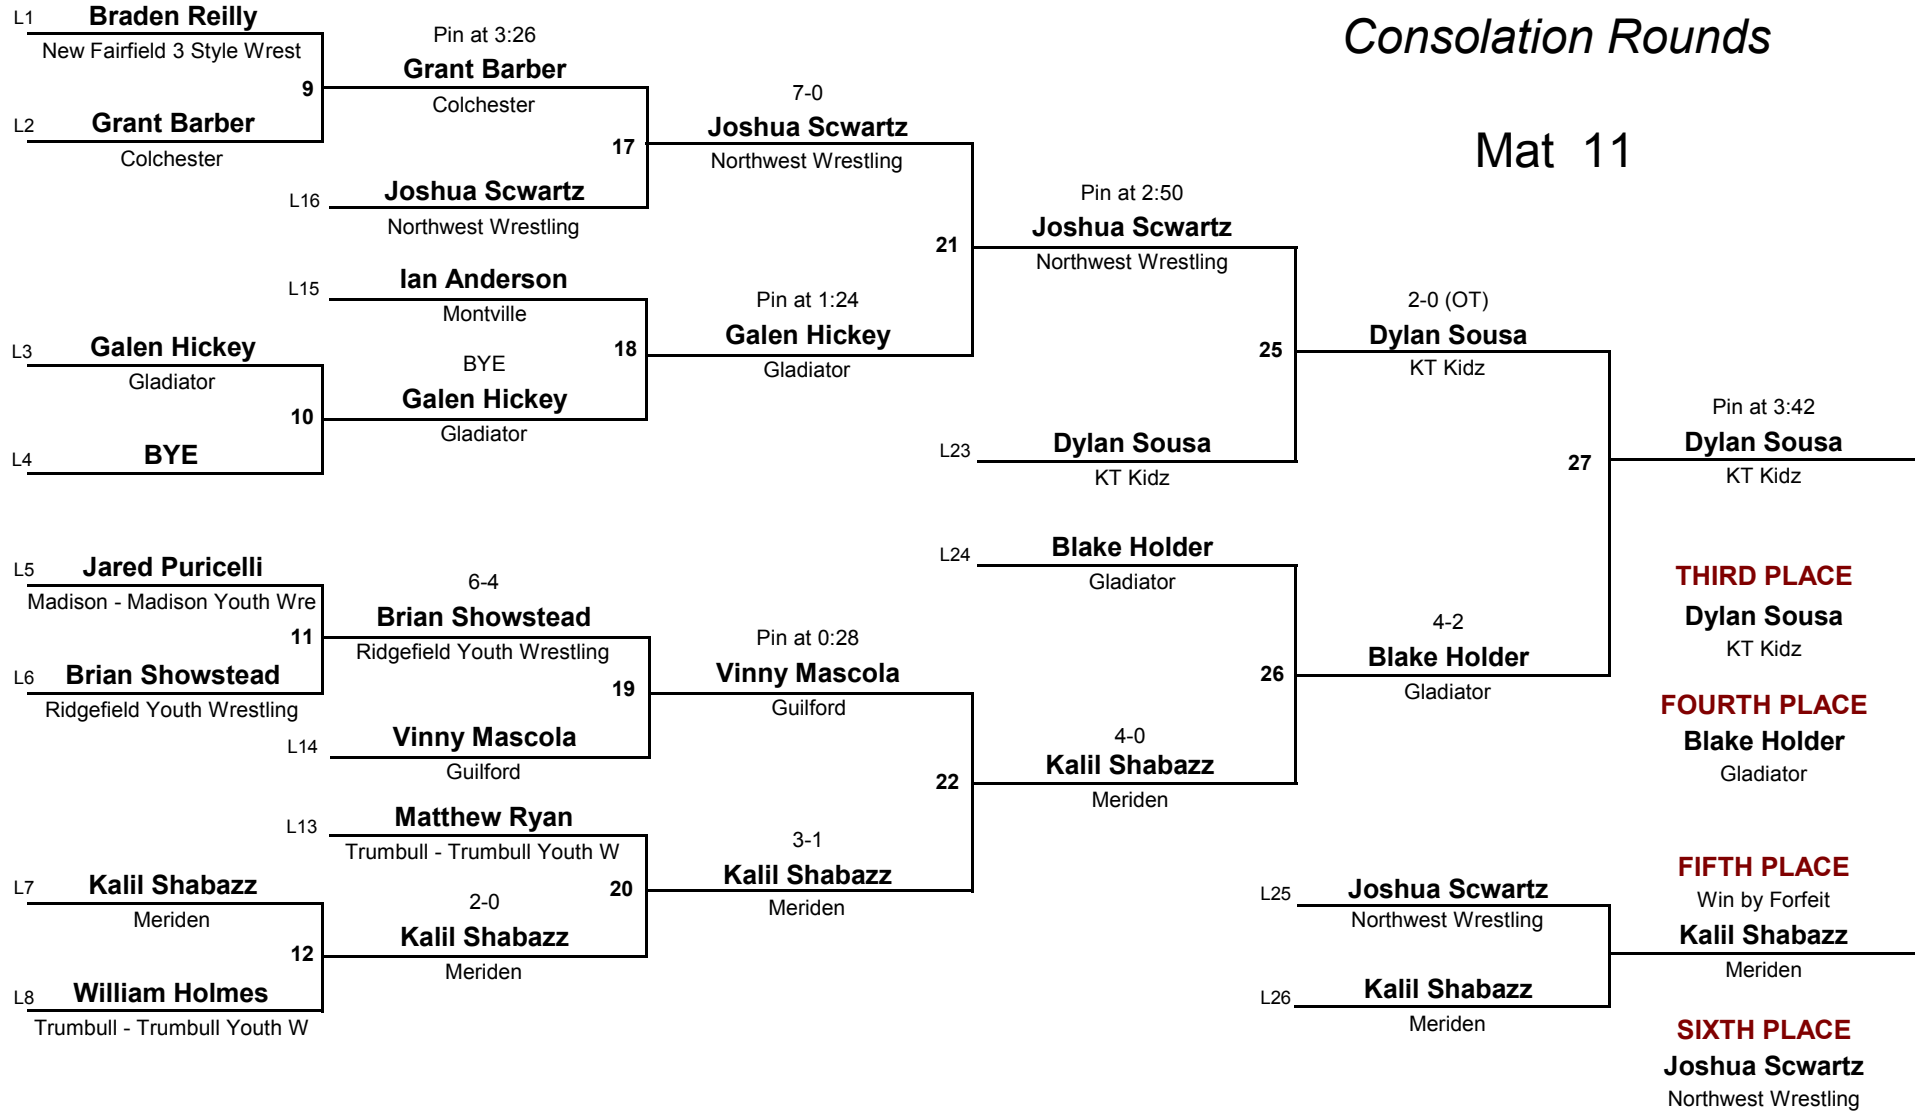 Consolation Rounds
Mat 11
L1 Braden Reilly
New Fairfield 3 Style Wrest
9
L2 Grant Barber
Colchester
Pin at 3:26
Grant Barber
Colchester
17
L16 Joshua Scwartz
Northwest Wrestling
7-0
Joshua Scwartz
Northwest Wrestling
L15 Ian Anderson
Montville
18
L3 Galen Hickey
Gladiator
10
L4 BYE
BYE
Galen Hickey
Gladiator
Pin at 1:24
Galen Hickey
Gladiator
21
Pin at 2:50
Joshua Scwartz
Northwest Wrestling
25
L23 Dylan Sousa
KT Kidz
2-0 (OT)
Dylan Sousa
KT Kidz
27
Pin at 3:42
Dylan Sousa
KT Kidz
L5 Jared Puricelli
Madison - Madison Youth Wre
11
L6 Brian Showstead
Ridgefield Youth Wrestling
6-4
Brian Showstead
Ridgefield Youth Wrestling
19
L14 Vinny Mascola
Guilford
Pin at 0:28
Vinny Mascola
Guilford
22
L13 Matthew Ryan
Trumbull - Trumbull Youth W
20
L7 Kalil Shabazz
Meriden
12
L8 William Holmes
Trumbull - Trumbull Youth W
2-0
Kalil Shabazz
Meriden
3-1
Kalil Shabazz
Meriden
L24 Blake Holder
Gladiator
26
4-0
Kalil Shabazz
Meriden
4-2
Blake Holder
Gladiator
THIRD PLACE
Dylan Sousa
KT Kidz
FOURTH PLACE
Blake Holder
Gladiator
L25 Joshua Scwartz
Northwest Wrestling
L26 Kalil Shabazz
Meriden
FIFTH PLACE
Win by Forfeit
Kalil Shabazz
Meriden
SIXTH PLACE
Joshua Scwartz
Northwest Wrestling